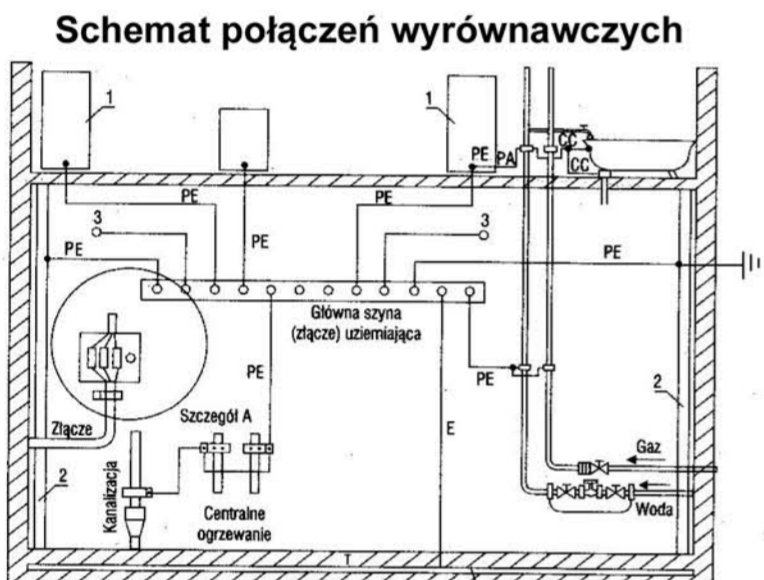 Schemat połączeń wyrównawczych
1
1
PE
PA
CC
CC
PE
PE
PE
3
3
PE
PE
Główna szyna
(złącze) uziemiająca
PE
PE
E
2
2
Złącze
Szczegół A
Kanalizacja
Centralne
ogrzewanie
Gaz
Woda
T